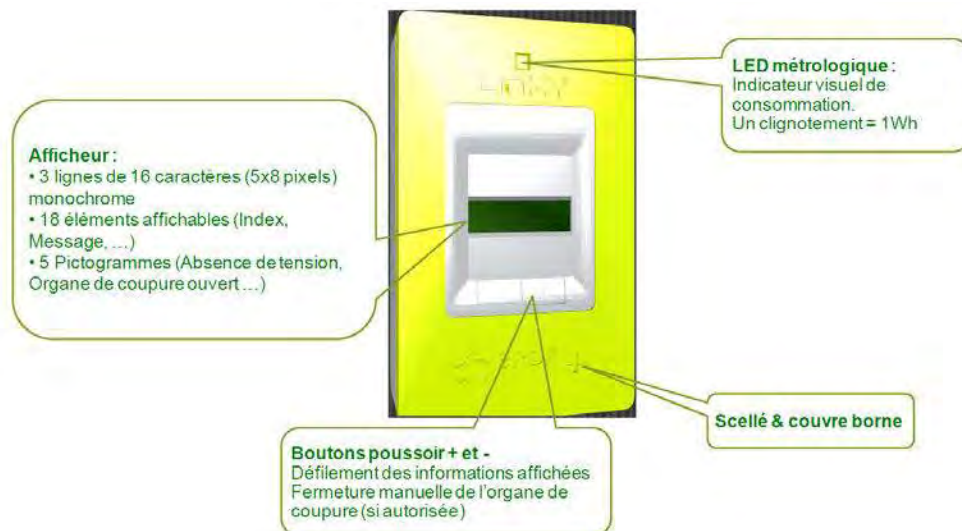 LED métrologique :
Indicateur visuel de
consommation.
Un clignotement = 1Wh
Afficheur :
• 3 lignes de 16 caractères (5x8 pixels)
monochrome
• 18 éléments affichables (Index,
Message, …)
• 5 Pictogrammes (Absence de tension,
Organe de coupure ouvert …)
Scellé & couvre borne
Boutons poussoir + et -
Défilement des informations affichées
Fermeture manuelle de l'organe de
coupure (si autorisée)